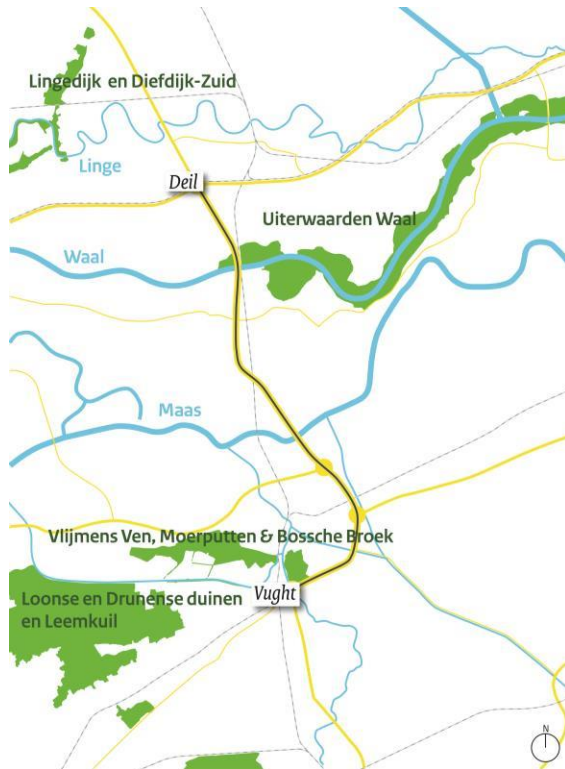 Lingedijk en Diefdijk-Zuid
Linge
Deil
Uiterwaarden Waal
Waal
Maas
Vlijmens Ven, Moerputten & Bossche Broek
Loonse en Drunense duinen
en Leemkuil
Vught
N